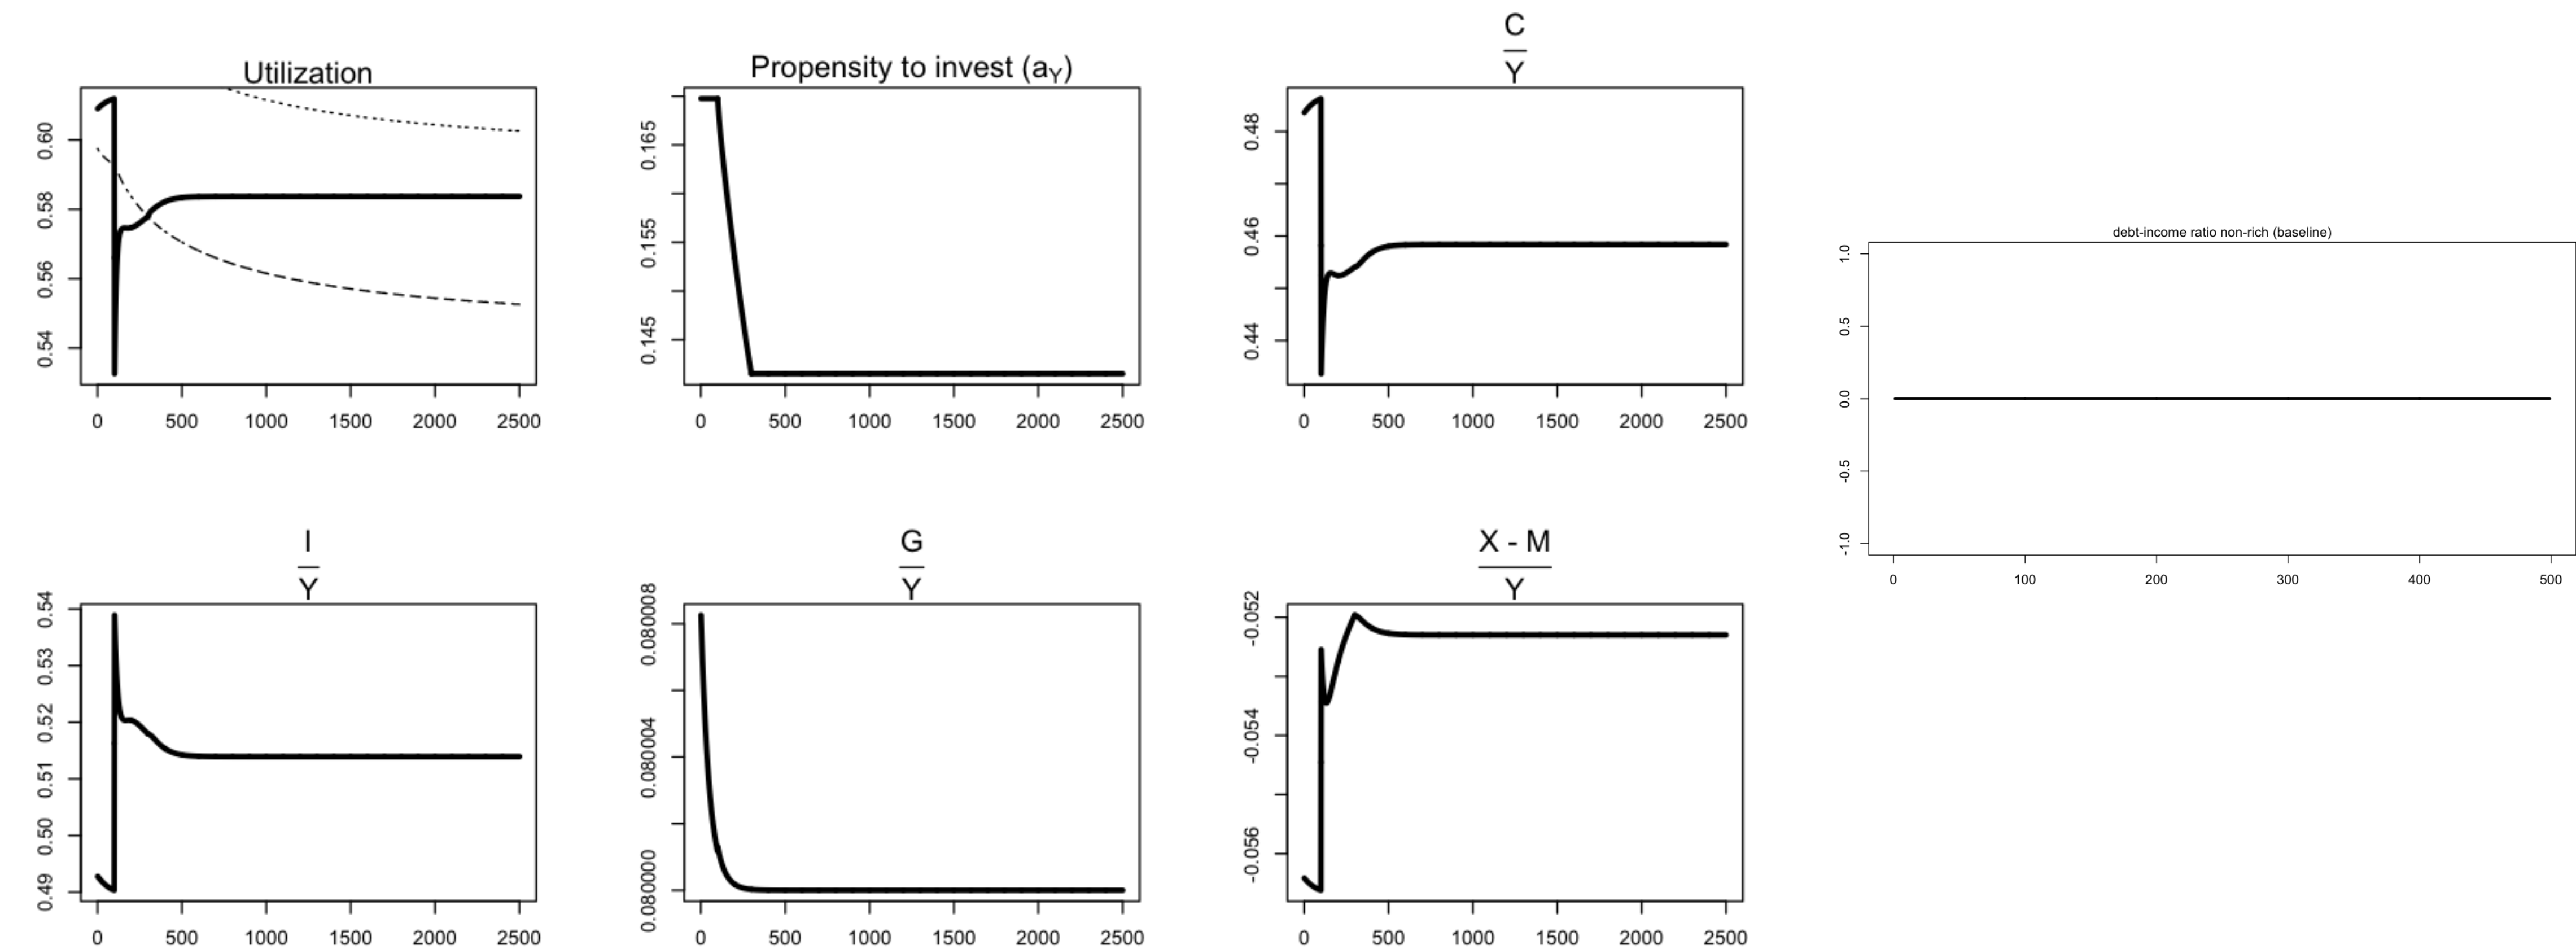 Utilization
0.54 0.56 0.58 0.60
0 500 1000 1500 2000 2500
Propensity to invest (aY)
0.145 0.155 0.165
0 500 1000 1500 2000 2500
C
Y
0.44 0.46 0.48
0 500 1000 1500 2000 2500
debt-income ratio non-rich (baseline)
-1.0 -0.5 0.0 0.5 1.0
0 100 200 300 400 500
I
Y
0.49 0.50 0.51 0.52 0.53 0.54
0 500 1000 1500 2000 2500
G
Y
0.080000 0.080004 0.080008
0 500 1000 1500 2000 2500
X - M
Y
-0.056 -0.054 -0.052
0 500 1000 1500 2000 2500